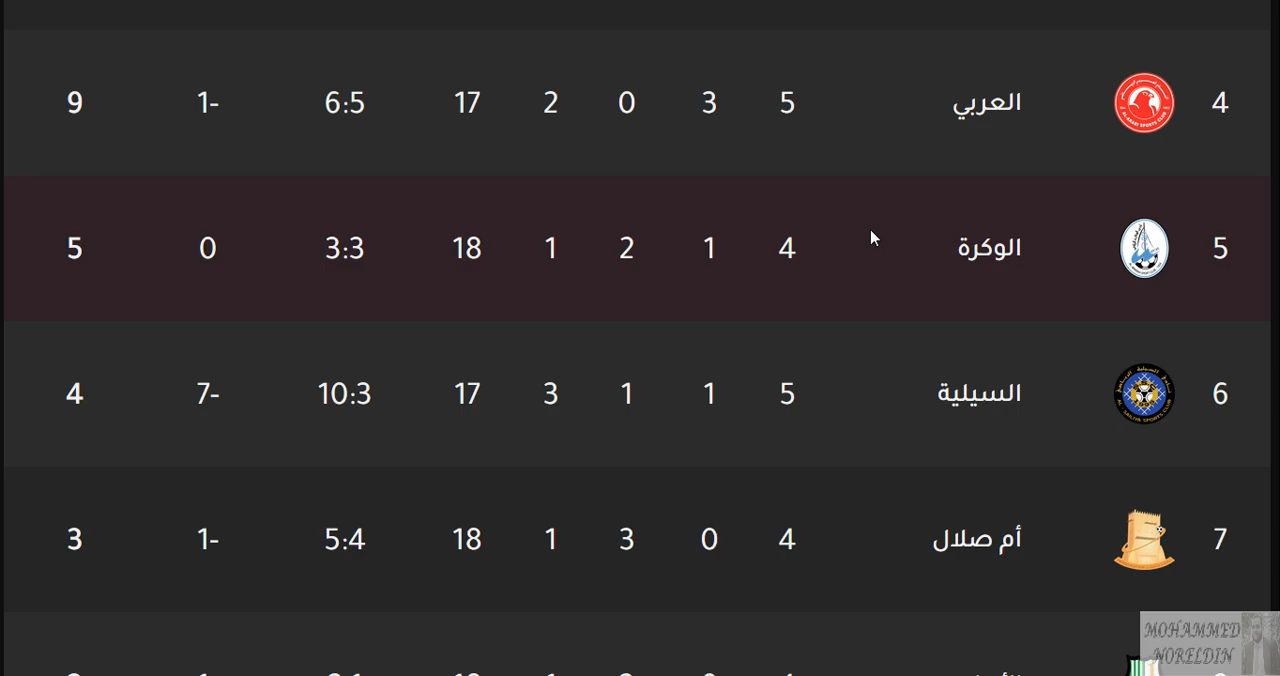 4 العربي 5 3 0 2 17 6:5 1- 9
5 الوكرة 4 1 2 1 18 3:3 0 5
6 السيلية 5 1 1 3 17 10:3 7- 4
7 أم صلال 4 0 3 1 18 5:4 1- 3
MOHAMMED
NORELDIN